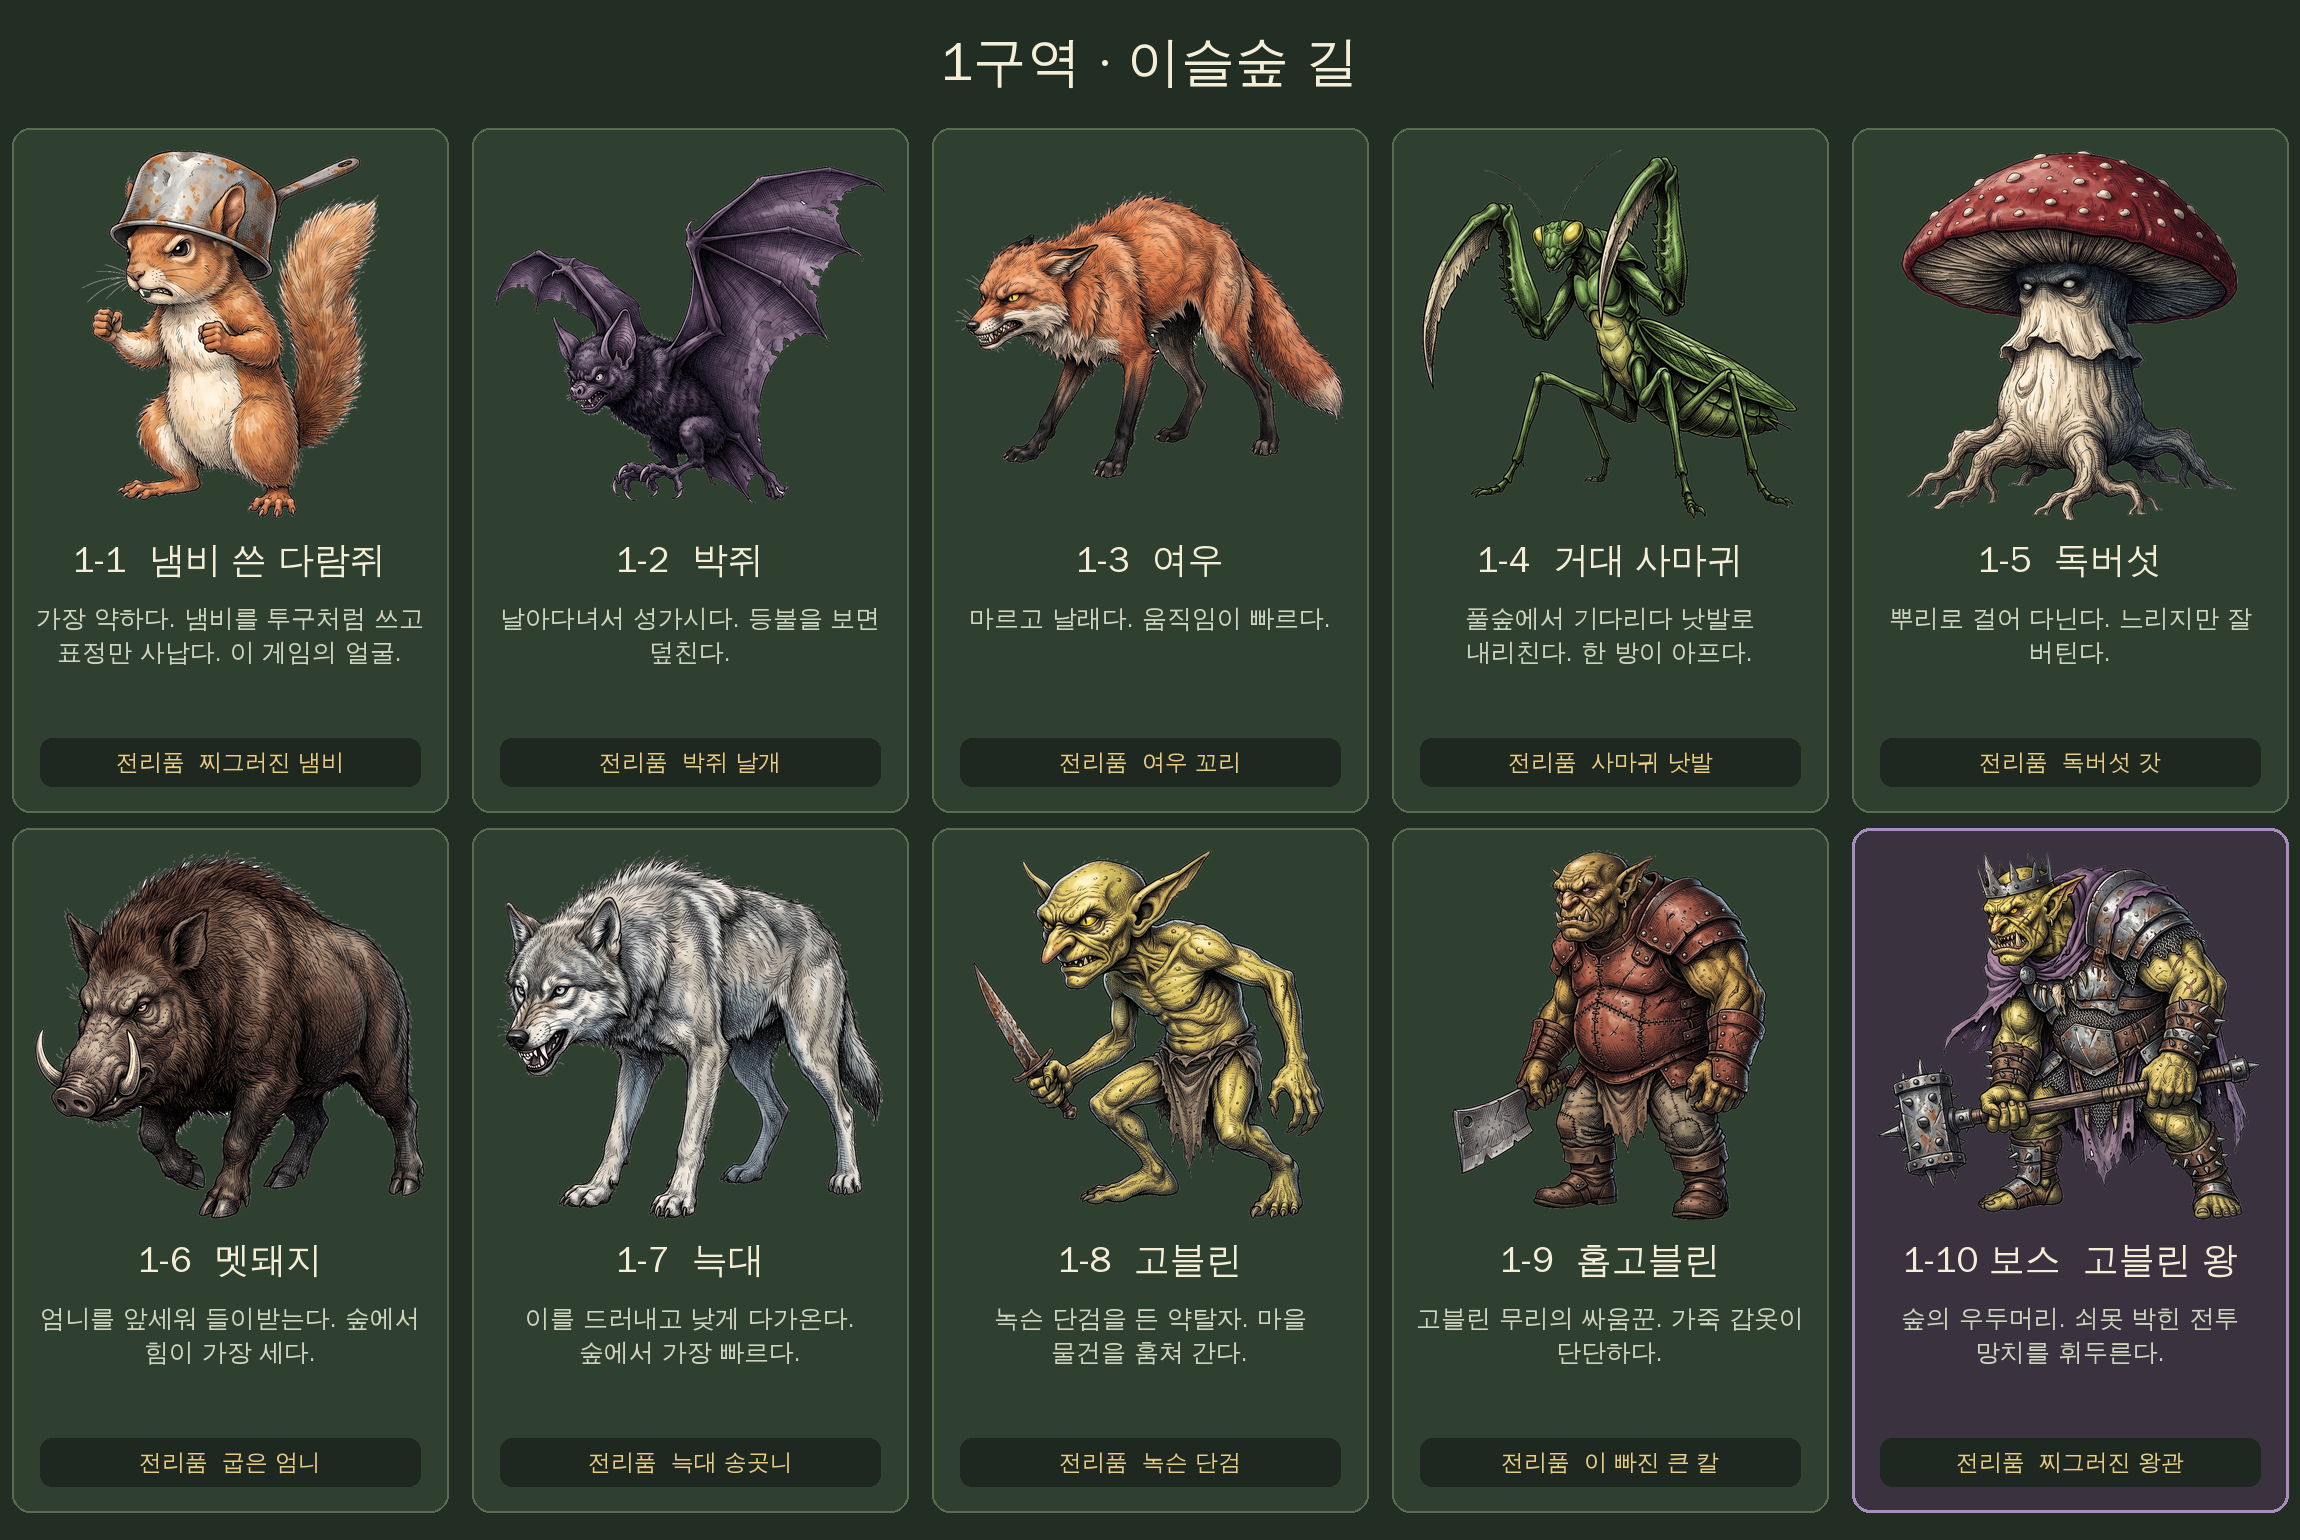 1구역 · 이슬숲 길
1-1 냄비 쓴 다람쥐
가장 약하다. 냄비를 투구처럼 쓰고
표정만 사납다. 이 게임의 얼굴.
전리품 찌그러진 냄비
1-2 박쥐
날아다녀서 성가시다. 등불을 보면
덮친다.
전리품 박쥐 날개
1-3 여우
마르고 날래다. 움직임이 빠르다.
전리품 여우 꼬리
1-4 거대 사마귀
풀숲에서 기다리다 낫발로
내리친다. 한 방이 아프다.
전리품 사마귀 낫발
1-5 독버섯
뿌리로 걸어 다닌다. 느리지만 잘
버틴다.
전리품 독버섯 갓
1-6 멧돼지
엄니를 앞세워 들이받는다. 숲에서
힘이 가장 세다.
전리품 굽은 엄니
1-7 늑대
이를 드러내고 낮게 다가온다.
숲에서 가장 빠르다.
전리품 늑대 송곳니
1-8 고블린
녹슨 단검을 든 약탈자. 마을
물건을 훔쳐 간다.
전리품 녹슨 단검
1-9 홉고블린
고블린 무리의 싸움꾼. 가죽 갑옷이
단단하다.
전리품 이 빠진 큰 칼
1-10 보스 고블린 왕
숲의 우두머리. 쇠못 박힌 전투
망치를 휘두른다.
전리품 찌그러진 왕관